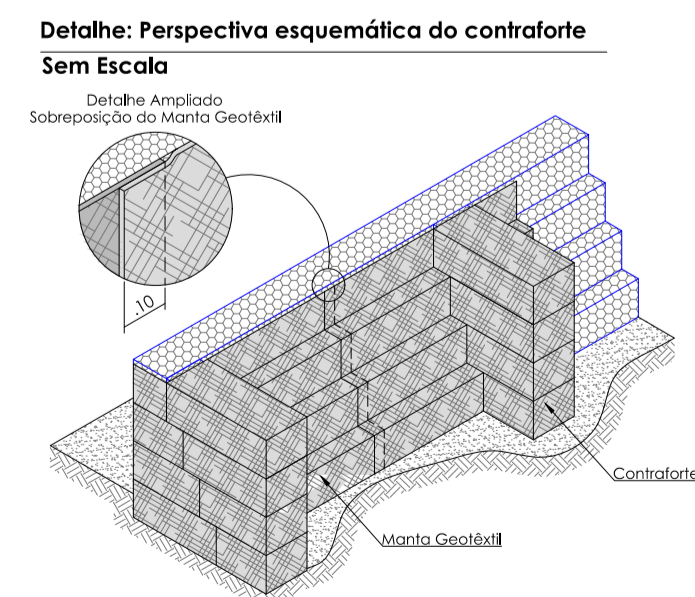 Detalhe: Perspectiva esquemática do contraforte
Sem Escala
Detalhe Ampliado
Sobreposição do Manta Geotêxtil
.10
Contraforte
Manta Geotêxtil